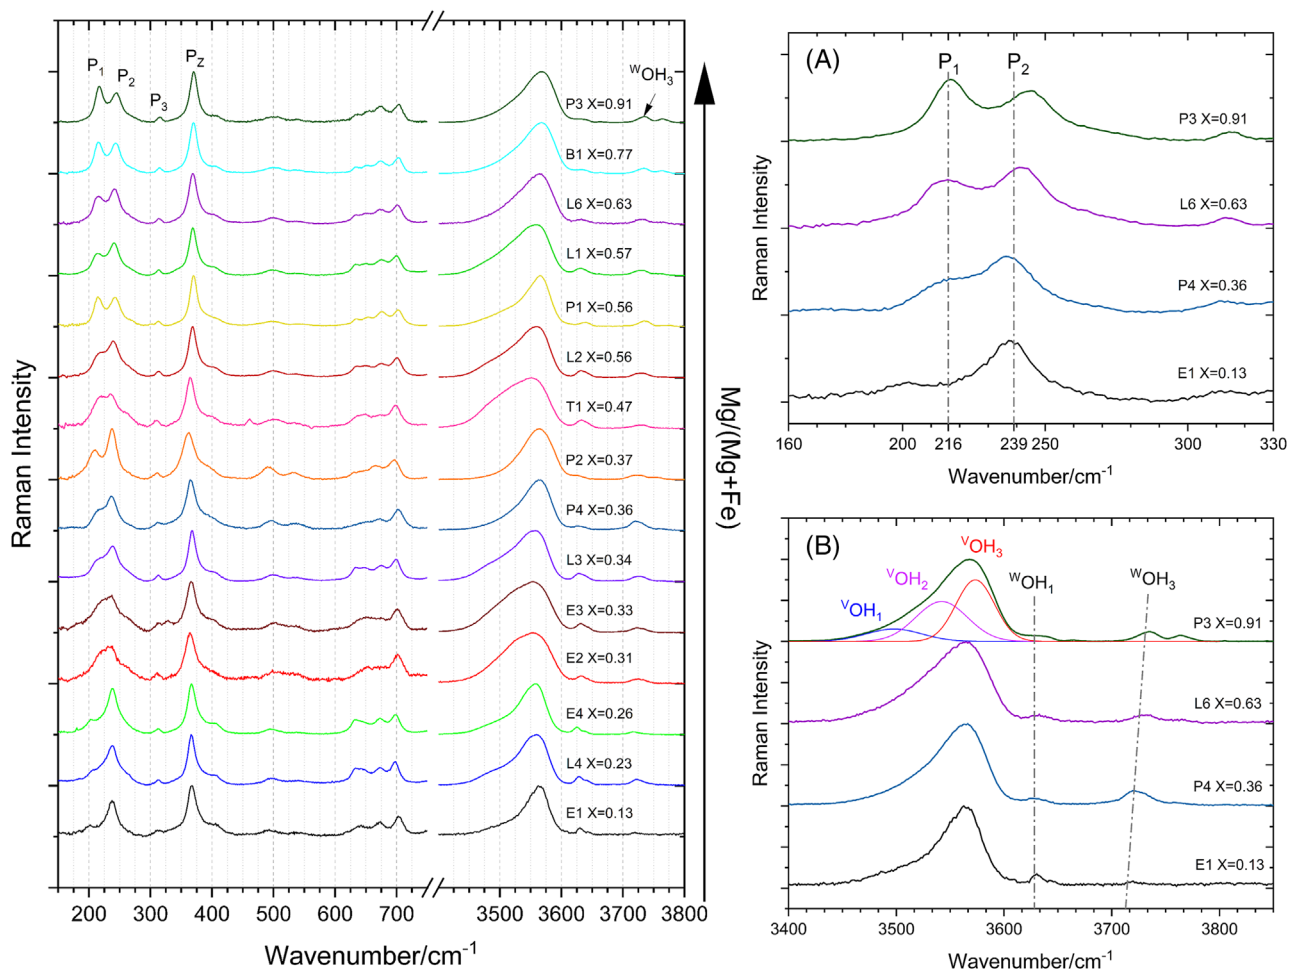 P1
P2
P3
PZ
WOH3
P3 X=0.91
B1 X=0.77
L6 X=0.63
L1 X=0.57
P1 X=0.56
L2 X=0.56
T1 X=0.47
P2 X=0.37
P4 X=0.36
L3 X=0.34
E3 X=0.33
E2 X=0.31
E4 X=0.26
L4 X=0.23
E1 X=0.13
Raman Intensity
200 300 400 500 600 700 3500 3600 3700 3800
Wavenumber/cm-1
Mg/(Mg+Fe)
(A)
P1
P2
P3 X=0.91
L6 X=0.63
P4 X=0.36
E1 X=0.13
Raman Intensity
160 200 216 239 250 300 330
Wavenumber/cm-1
(B)
VOH3
VOH2
VOH1
WOH1
WOH3
P3 X=0.91
L6 X=0.63
P4 X=0.36
E1 X=0.13
Raman Intensity
3400 3500 3600 3700 3800
Wavenumber/cm-1